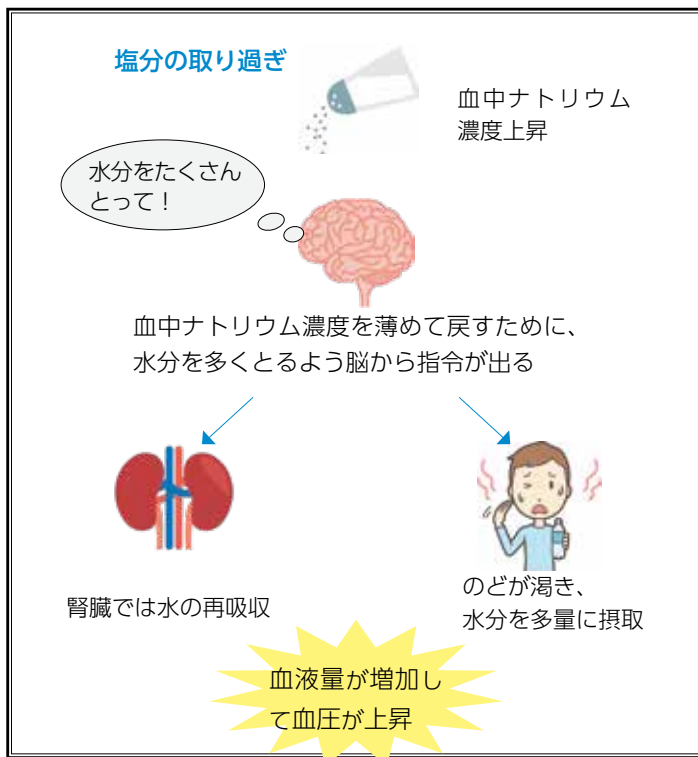 塩分の取り過ぎ
血中ナトリウム
濃度上昇
水分をたくさん
とって！
血中ナトリウム濃度を薄めて戻すために、
水分を多くとるよう脳から指令が出る
腎臓では水の再吸収
のどが渇き、
水分を多量に摂取
血液量が増加し
て血圧が上昇